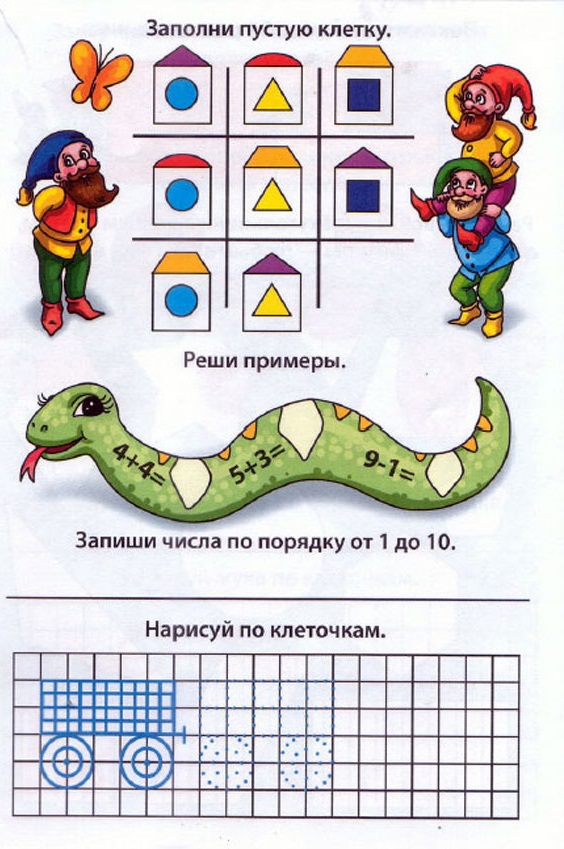 Заполни пустую клетку.
Реши примеры.
4+4=
5+3=
9-1=
Запиши числа по порядку от 1 до 10.
Нарисуй по клеточкам.